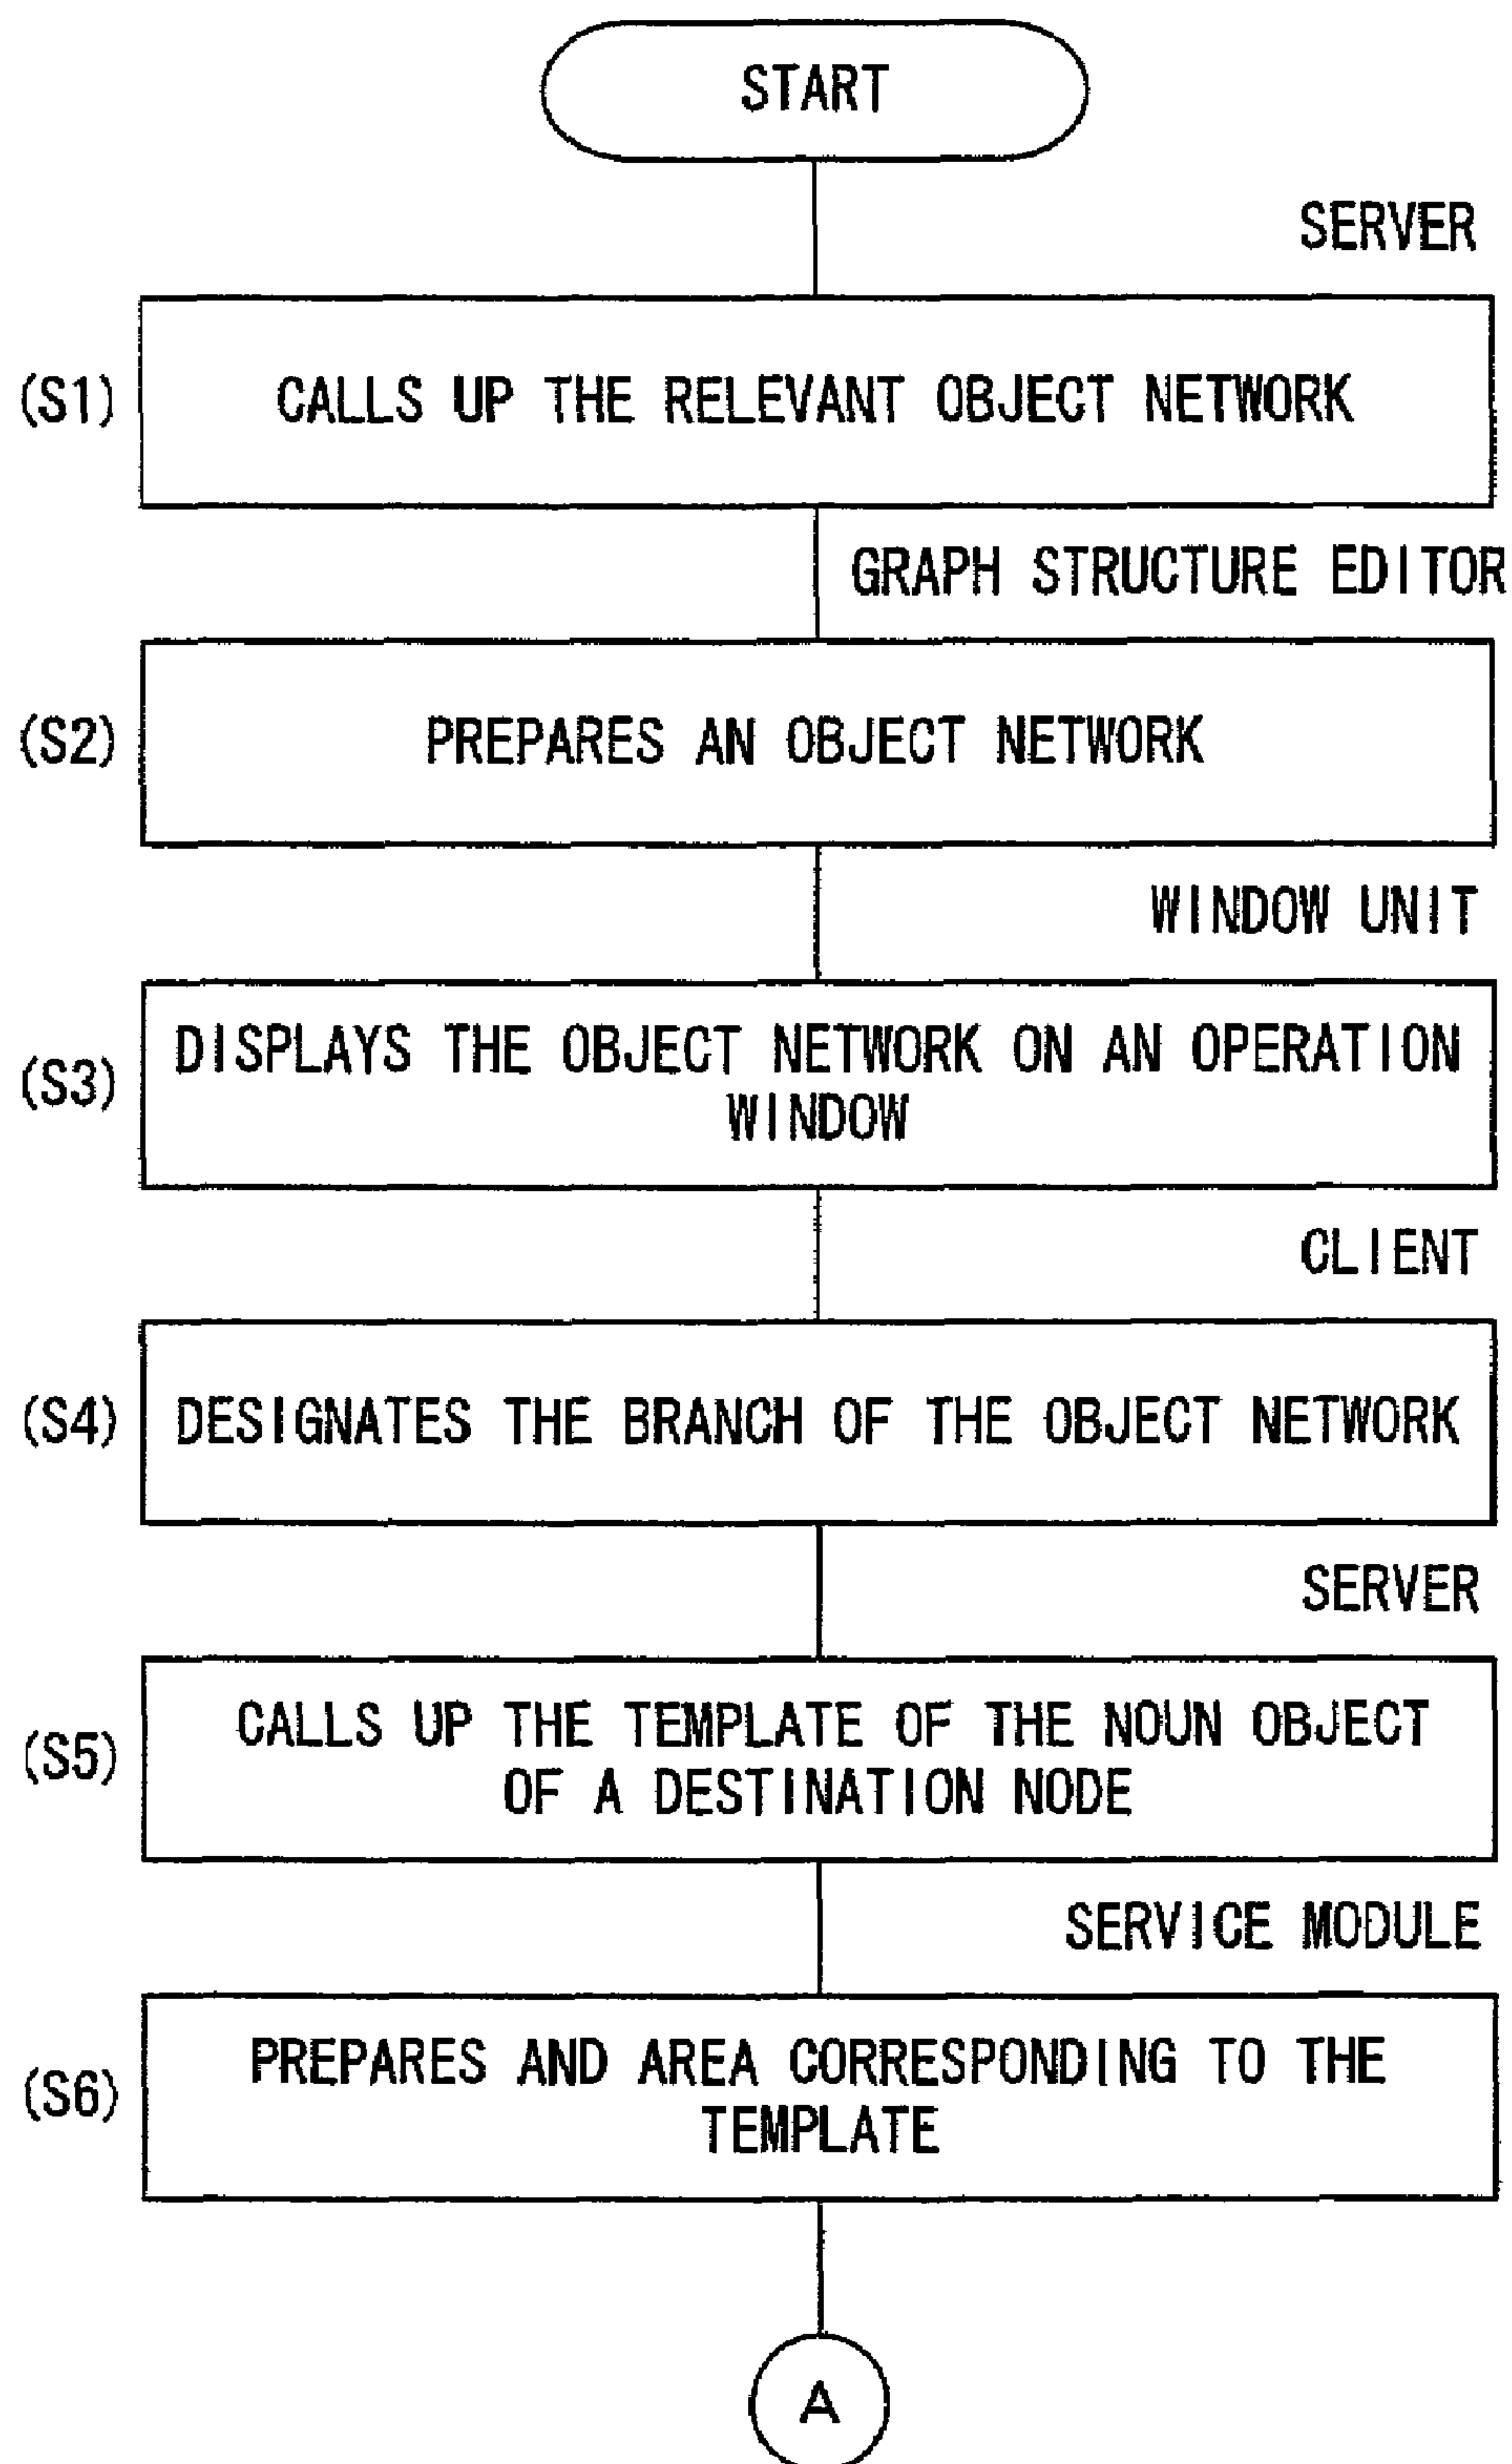 START
SERVER
(S1)
CALLS UP THE RELEVANT OBJECT NETWORK
GRAPH STRUCTURE EDITOR
(S2)
PREPARES AN OBJECT NETWORK
WINDOW UNIT
(S3)
DISPLAYS THE OBJECT NETWORK ON AN OPERATION
WINDOW
CLIENT
(S4)
DESIGNATES THE BRANCH OF THE OBJECT NETWORK
SERVER
(S5)
CALLS UP THE TEMPLATE OF THE NOUN OBJECT
OF A DESTINATION NODE
SERVICE MODULE
(S6)
PREPARES AND AREA CORRESPONDING TO THE
TEMPLATE
A